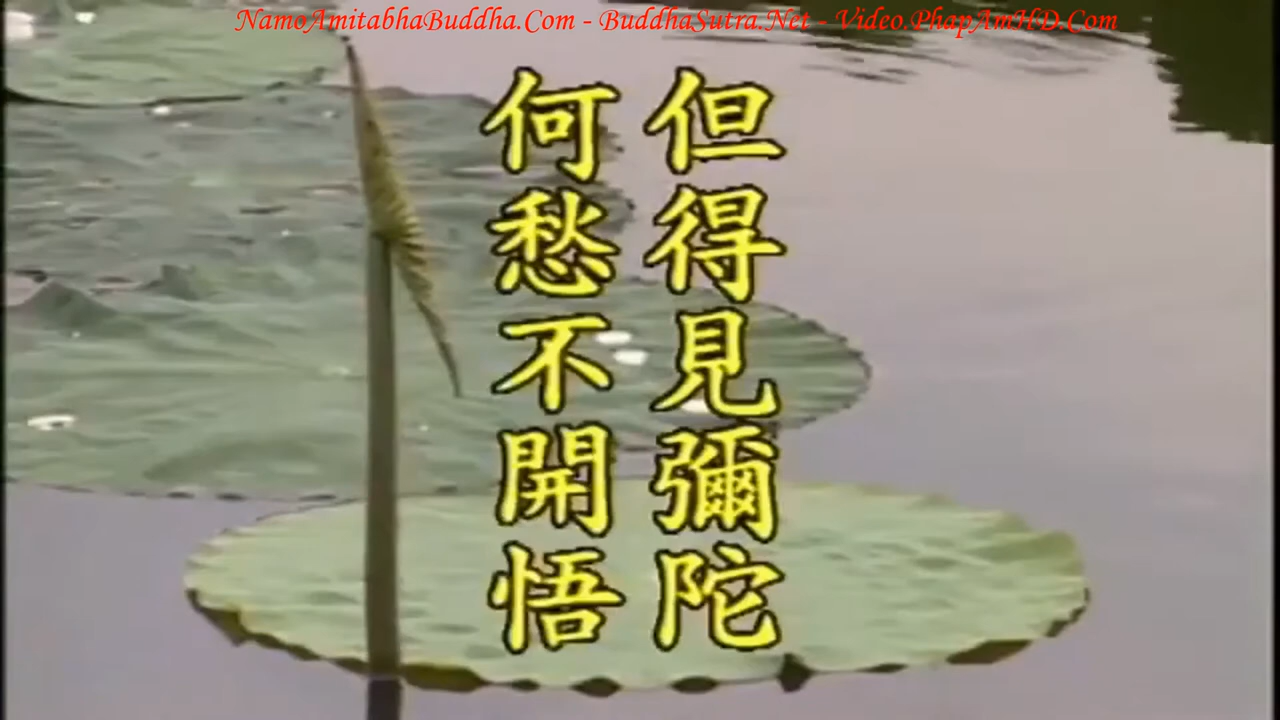 NamoAmitabhaBuddha.Com - BuddhaSutra.Net - Video.PhapAmHD.Com
但得見彌陀
何愁不開悟